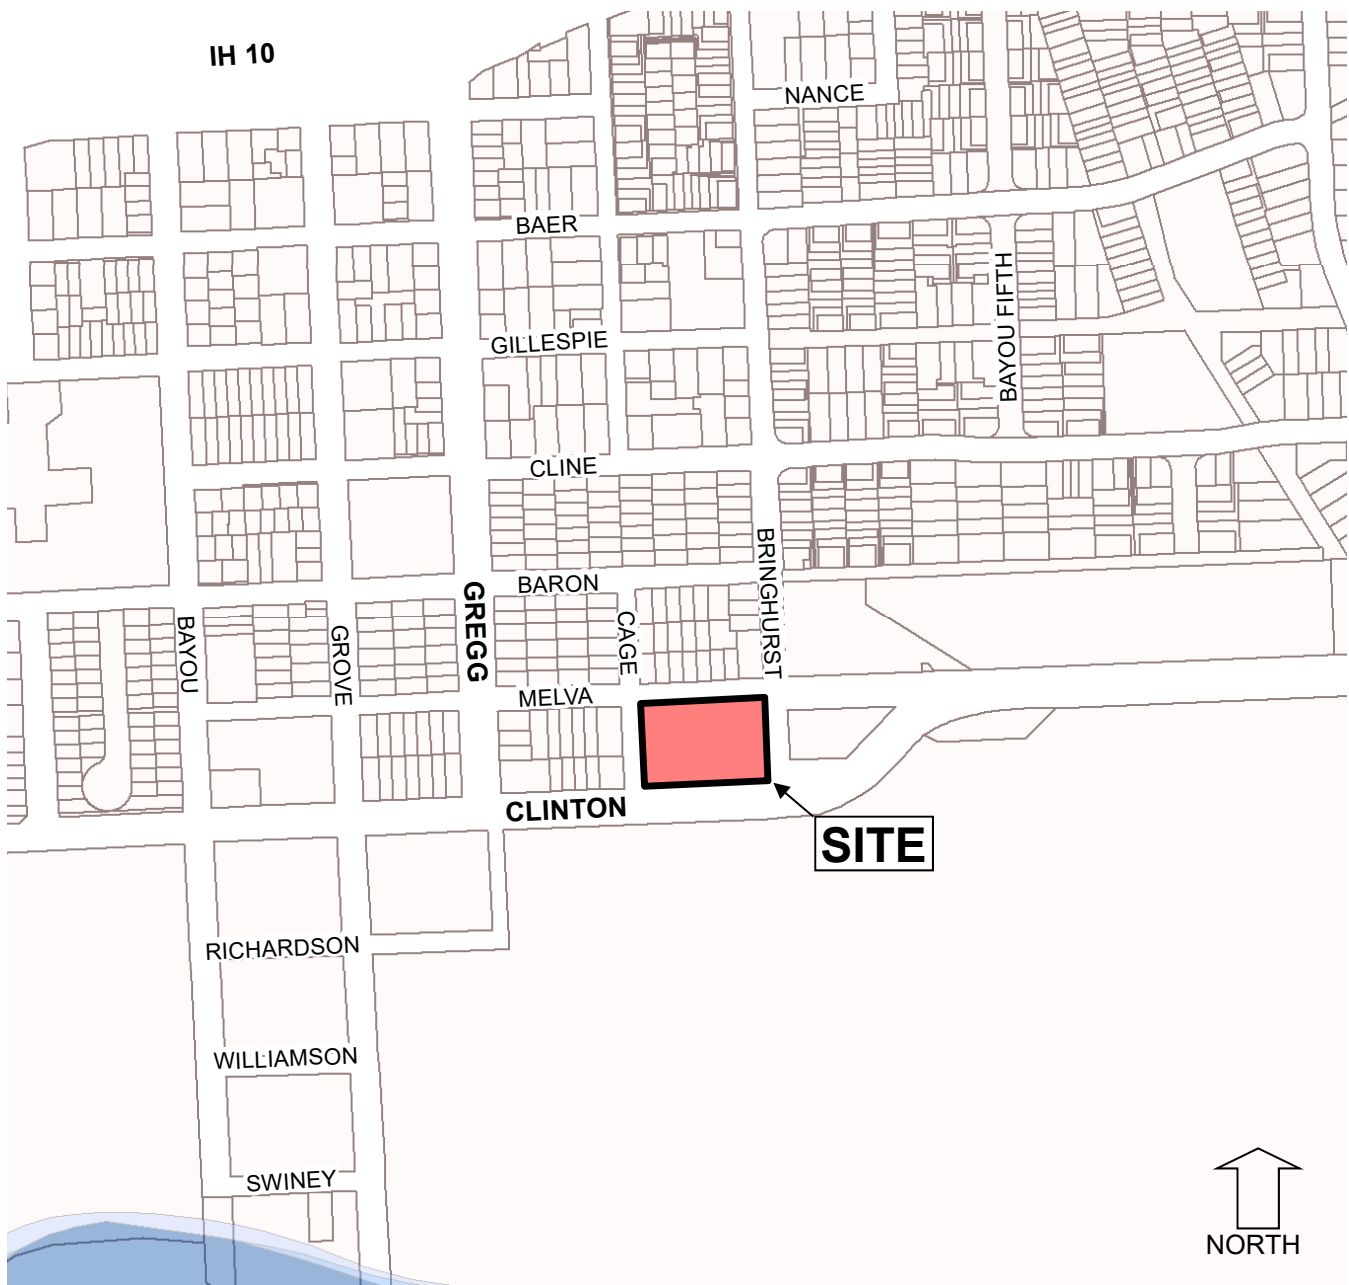 IH 10
NANCE
BAER
BAYOU FIFTH
GILLESPIE
CLINE
BRINGHURST
BARON
GREGG
CAGE
BAYOU
GROVE
MELVA
CLINTON
SITE
RICHARDSON
WILLIAMSON
SWINEY
NORTH